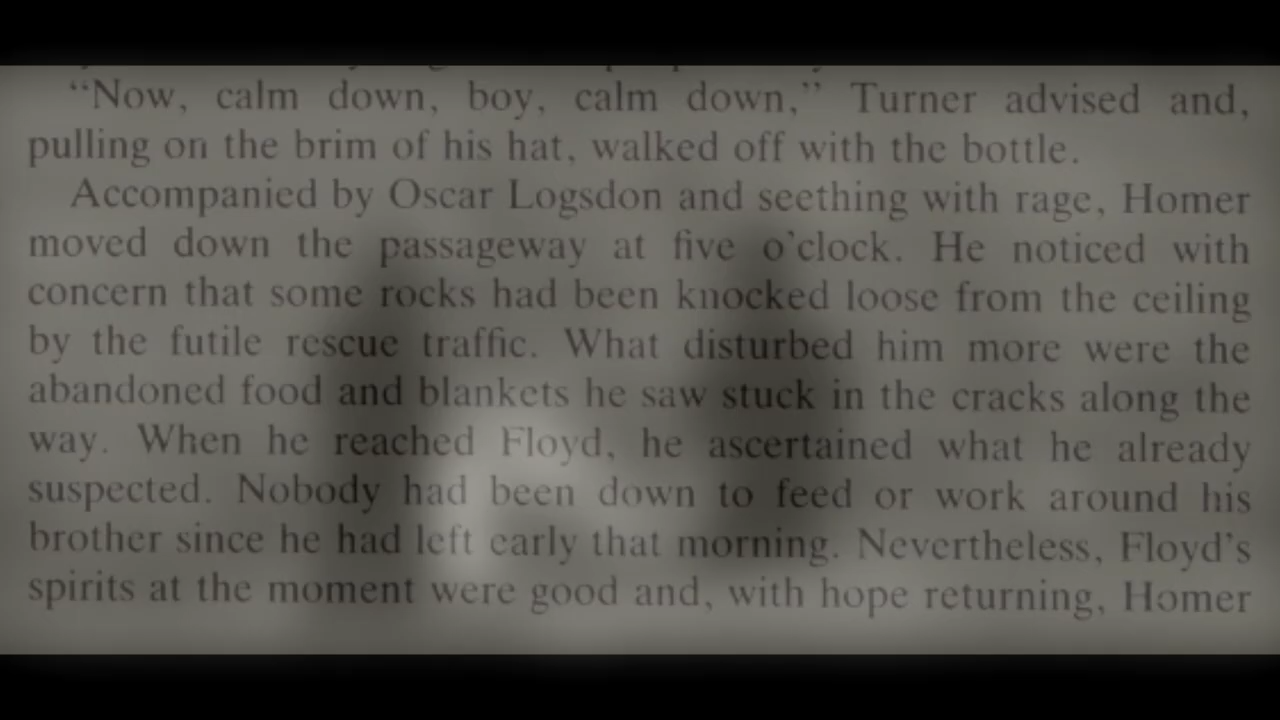 “Now, calm down, boy, calm down,” Turner advised and,
pulling on the brim of his hat, walked off with the bottle.
Accompanied by Oscar Logsdon and seething with rage, Homer
moved down the passageway at five o’clock. He noticed with
concern that some rocks had been knocked loose from the ceiling
by the futile rescue traffic. What disturbed him more were the
abandoned food and blankets he saw stuck in the cracks along the
way. When he reached Floyd, he ascertained what he already
suspected. Nobody had been down to feed or work around his
brother since he had left early that morning. Nevertheless, Floyd’s
spirits at the moment were good and, with hope returning, Homer